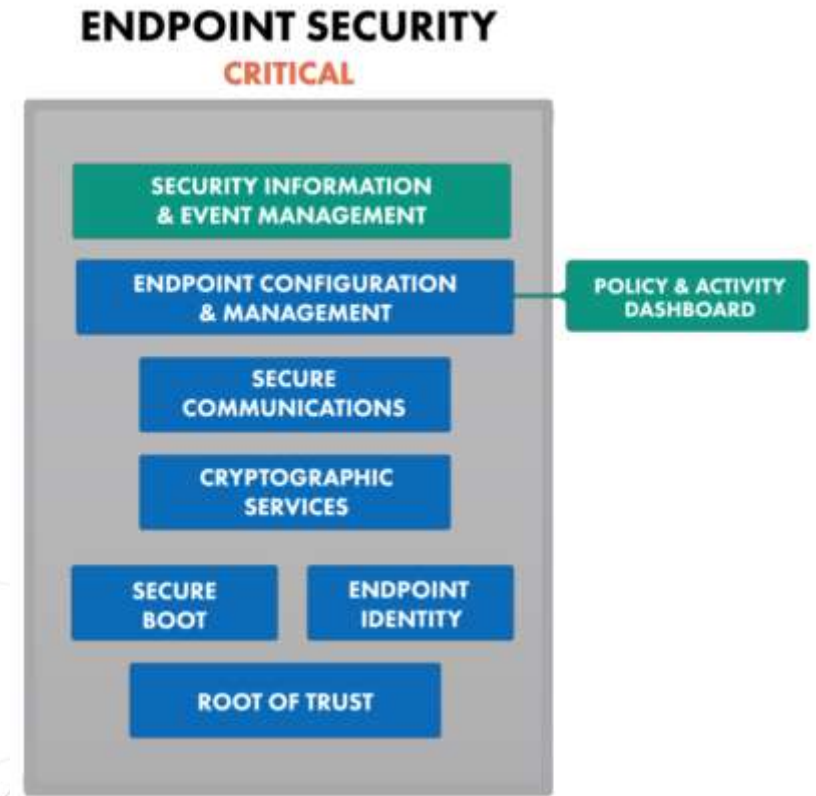 ENDPOINT SECURITY
CRITICAL
SECURITY INFORMATION
& EVENT MANAGEMENT
ENDPOINT CONFIGURATION
& MANAGEMENT
POLICY & ACTIVITY
DASHBOARD
SECURE
COMMUNICATIONS
CRYPTOGRAPHIC
SERVICES
SECURE
BOOT
ENDPOINT
IDENTITY
ROOT OF TRUST